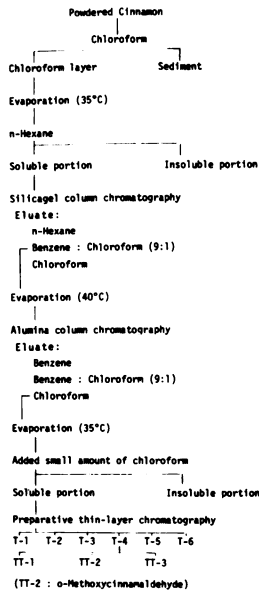 Powdered Cinnamon
Chloroform
Chloroform layer Sediment
Evaporation (35°C)
n-Hexane
Soluble portion Insoluble portion
Silicagel column chromatography
Eluate:
n-Hexane
Benzene : Chloroform (9:1)
Chloroform
Evaporation (40°C)
Alumina column chromatography
Eluate:
Benzene
Benzene : Chloroform (9:1)
Chloroform
Evaporation (35°C)
Added small amount of chloroform
Soluble portion Insoluble portion
Preparative thin-layer chromatography
T-1 T-2 T-3 T-4 T-5 T-6
TT-1 TT-2 TT-3
(TT-2 : o-Methoxycinnamaldehyde)